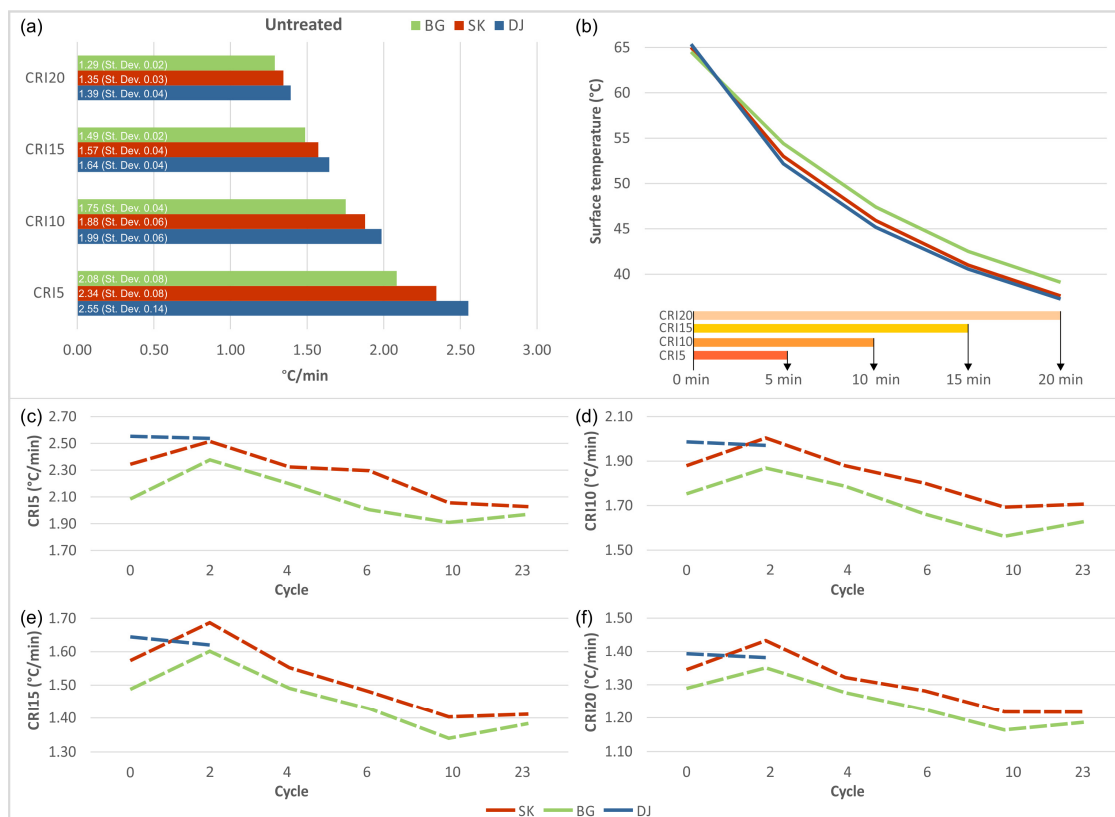 (a)
Untreated
BG SK DJ
CRI20
1.29 (St. Dev. 0.02)
1.35 (St. Dev. 0.03)
1.39 (St. Dev. 0.04)
CRI15
1.49 (St. Dev. 0.02)
1.57 (St. Dev. 0.04)
1.64 (St. Dev. 0.04)
CRI10
1.75 (St. Dev. 0.04)
1.88 (St. Dev. 0.06)
1.99 (St. Dev. 0.06)
CRI5
2.08 (St. Dev. 0.08)
2.34 (St. Dev. 0.08)
2.55 (St. Dev. 0.14)
0.00 0.50 1.00 1.50 2.00 2.50 3.00
°C/min
(b)
Surface temperature (°C)
65
60
55
50
45
40
CRI20
CRI15
CRI10
CRI5
0 min 5 min 10 min 15 min 20 min
(c)
CRI5 (°C/min)
2.70
2.50
2.30
2.10
1.90
1.70
0 2 4 6 10 23
Cycle
(d)
CRI10 (°C/min)
2.10
1.90
1.70
1.50
0 2 4 6 10 23
Cycle
(e)
CRI15 (°C/min)
1.70
1.60
1.50
1.40
1.30
0 2 4 6 10 23
Cycle
(f)
CRI20 (°C/min)
1.50
1.40
1.30
1.20
1.10
0 2 4 6 10 23
Cycle
SK BG DJ